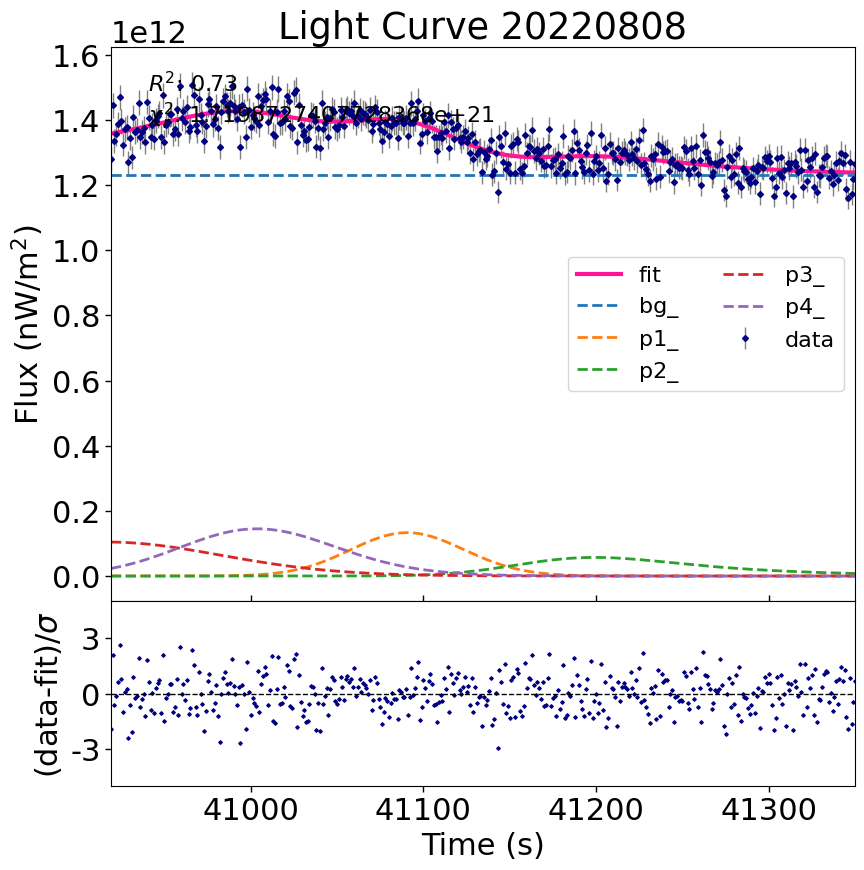 Light Curve 20220808
1e12
1.6
1.4
1.2
1.0
0.8
0.6
0.4
0.2
0.0
Flux (nW/m²)
R²: 0.73
fit
bg_
p1_
p2_
p3_
p4_
data
3
0
-3
(data-fit)/σ
41000
41100
41200
41300
Time (s)